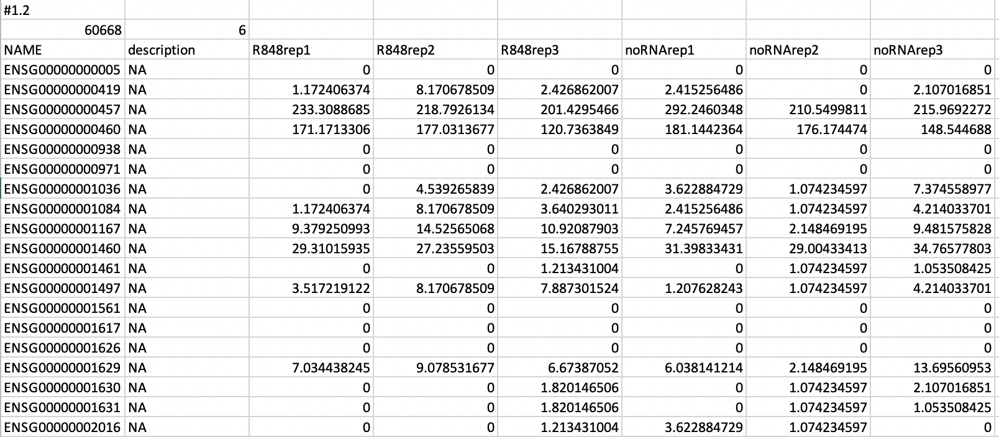 #1.2
60668 6
NAME description R848rep1 R848rep2 R848rep3 noRNArep1 noRNArep2 noRNArep3
ENSG00000000005 NA 0 0 0 0 0 0
ENSG00000000419 NA 1.172406374 8.170678509 2.426862007 2.415256486 0 2.107016851
ENSG00000000457 NA 233.3088685 218.7926134 201.4295466 292.2460348 210.5499811 215.9692272
ENSG00000000460 NA 171.1713306 177.0313677 120.7363849 181.1442364 176.174474 148.544688
ENSG00000000938 NA 0 0 0 0 0 0
ENSG00000000971 NA 0 0 0 0 0 0
ENSG00000001036 NA 0 4.539265839 2.426862007 3.622884729 1.074234597 7.374558977
ENSG00000001084 NA 1.172406374 8.170678509 3.640293011 2.415256486 1.074234597 4.214033701
ENSG00000001167 NA 9.379250993 14.52565068 10.92087903 7.245769457 2.148469195 9.481575828
ENSG00000001460 NA 29.31015935 27.23559503 15.16788755 31.39833431 29.00433413 34.76577803
ENSG00000001461 NA 0 0 1.213431004 0 1.074234597 1.053508425
ENSG00000001497 NA 3.517219122 8.170678509 7.887301524 1.207628243 1.074234597 4.214033701
ENSG00000001561 NA 0 0 0 0 0 0
ENSG00000001617 NA 0 0 0 0 0 0
ENSG00000001626 NA 0 0 0 0 0 0
ENSG00000001629 NA 7.034438245 9.078531677 6.67387052 6.038141214 2.148469195 13.69560953
ENSG00000001630 NA 0 0 1.820146506 0 1.074234597 2.107016851
ENSG00000001631 NA 0 0 1.820146506 0 1.074234597 1.053508425
ENSG00000002016 NA 0 0 1.213431004 3.622884729 1.074234597 0